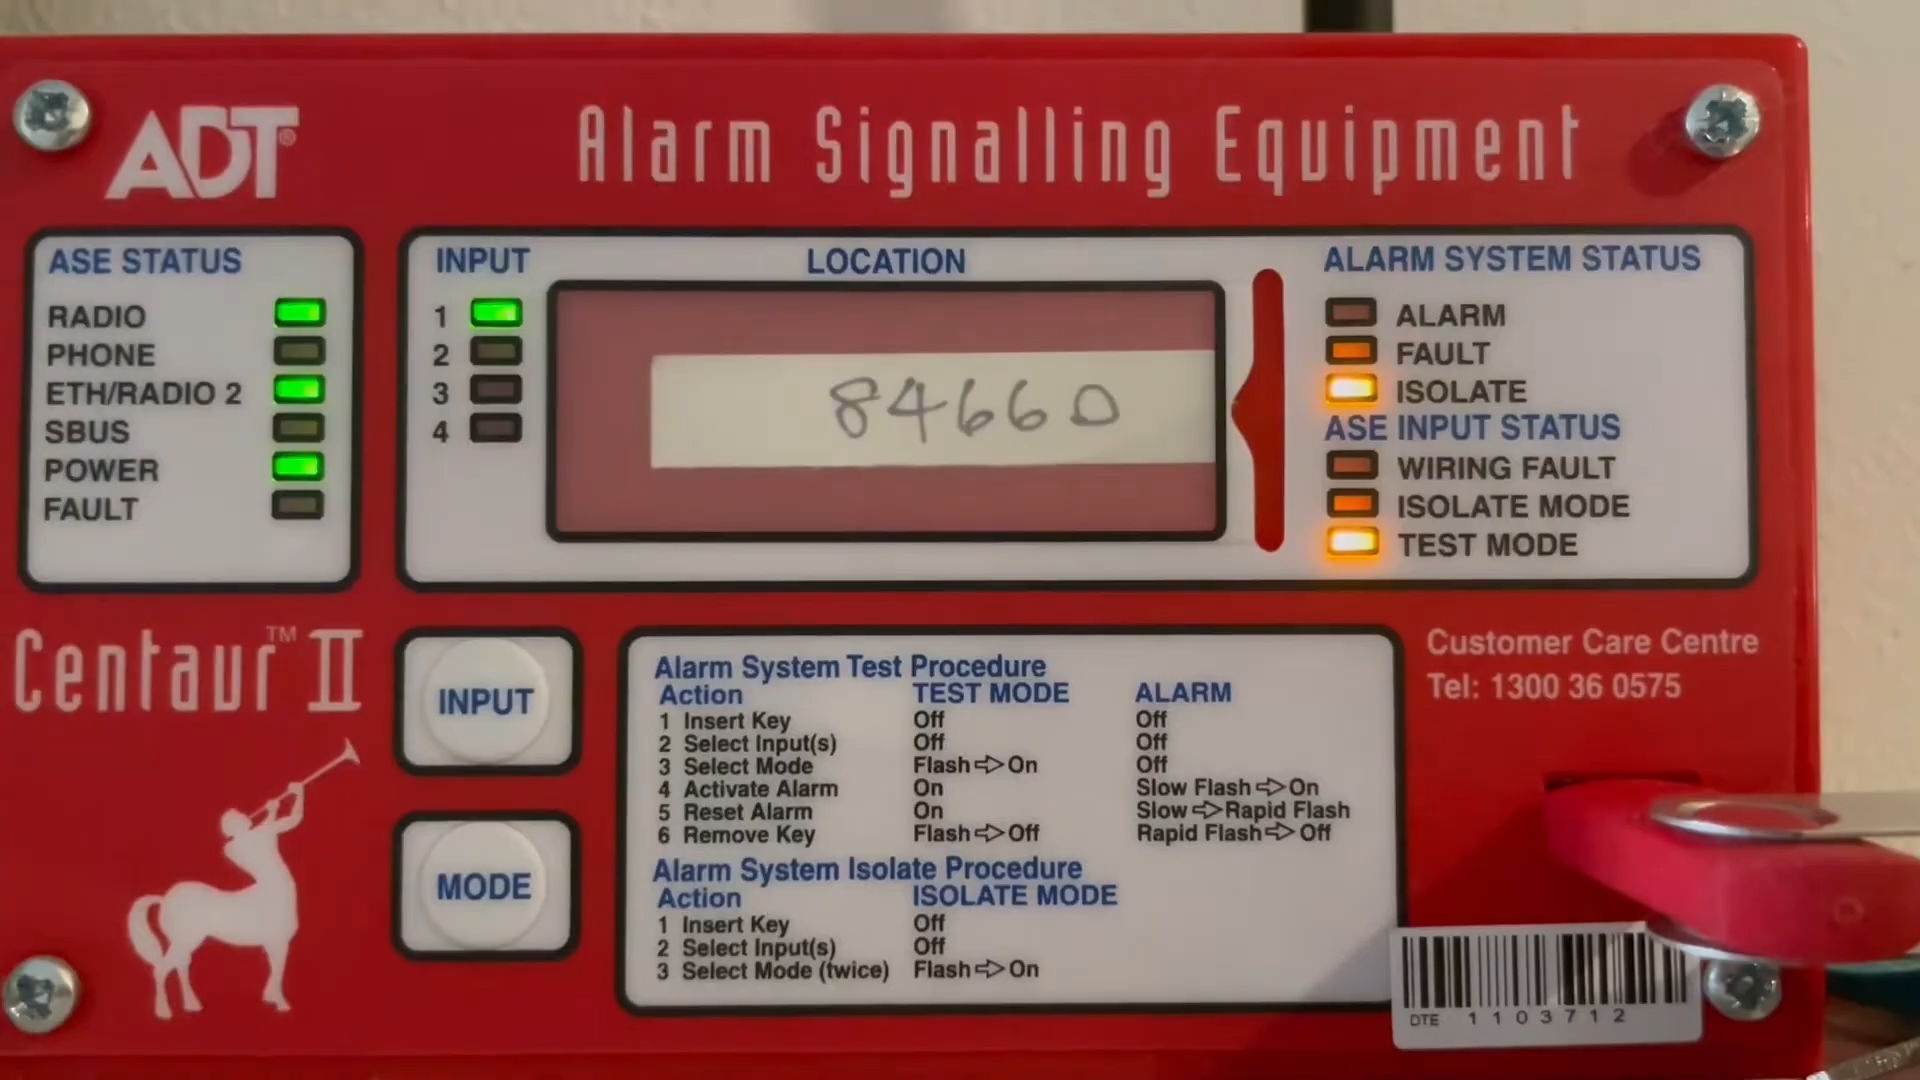 ADT®
Alarm Signalling Equipment
ASE STATUS
RADIO
PHONE
ETH/RADIO 2
SBUS
POWER
FAULT
INPUT
1
2
3
4
LOCATION
84660
ALARM SYSTEM STATUS
ALARM
FAULT
ISOLATE
ASE INPUT STATUS
WIRING FAULT
ISOLATE MODE
TEST MODE
Centaur™ II
INPUT
MODE
Alarm System Test Procedure
Action TEST MODE ALARM
1 Insert Key Off Off
2 Select Input(s) Off Off
3 Select Mode Flash ⇨ On Off
4 Activate Alarm On Slow Flash ⇨ On
5 Reset Alarm On Slow ⇨ Rapid Flash
6 Remove Key Flash ⇨ Off Rapid Flash ⇨ Off
Alarm System Isolate Procedure
Action ISOLATE MODE
1 Insert Key Off
2 Select Input(s) Off
3 Select Mode (twice) Flash ⇨ On
Customer Care Centre
Tel: 1300 36 0575
DTE 1103712